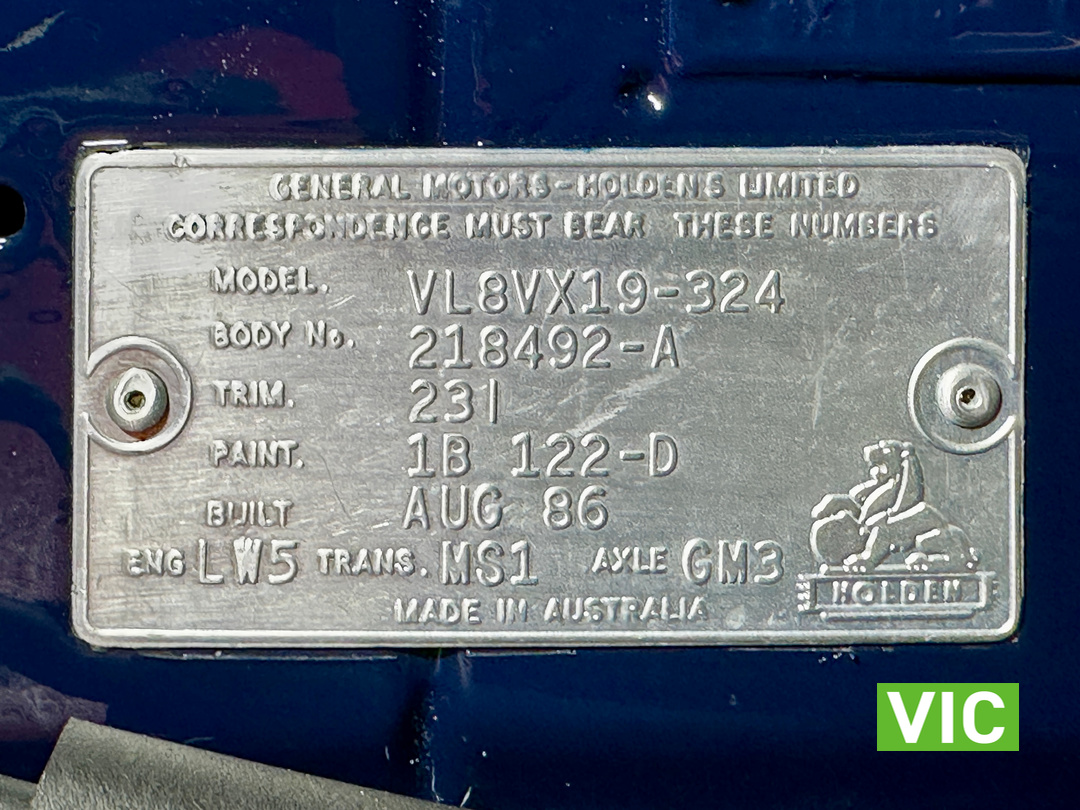 GENERAL MOTORS-HOLDEN'S LIMITED
CORRESPONDENCE MUST BEAR THESE NUMBERS
MODEL. VL8VX19-324
BODY No. 218492-A
TRIM. 231
PAINT. 1B 122-D
BUILT AUG 86
ENG LW5 TRANS. MS1 AXLE GM3
HOLDEN
MADE IN AUSTRALIA
VIC